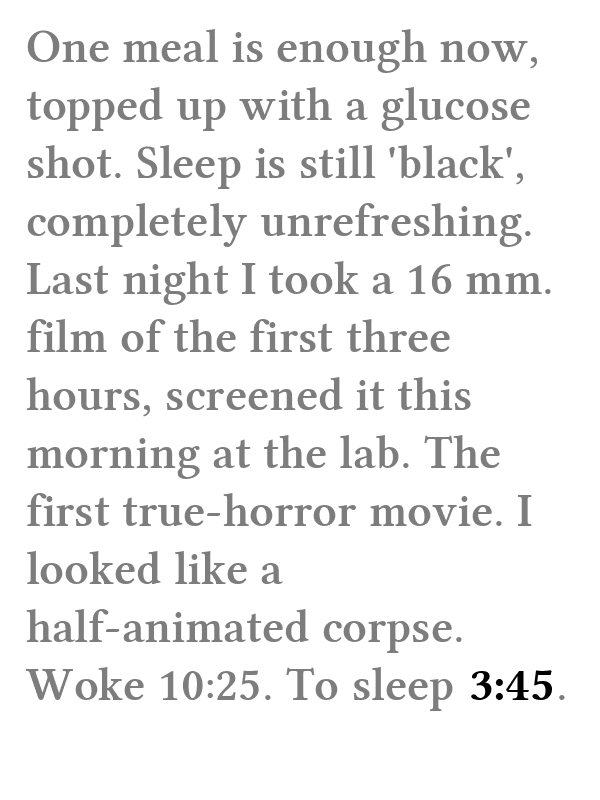 One meal is enough now,
topped up with a glucose
shot. Sleep is still 'black',
completely unrefreshing.
Last night I took a 16 mm.
film of the first three
hours, screened it this
morning at the lab. The
first true-horror movie. I
looked like a
half-animated corpse.
Woke 10:25. To sleep 3:45.